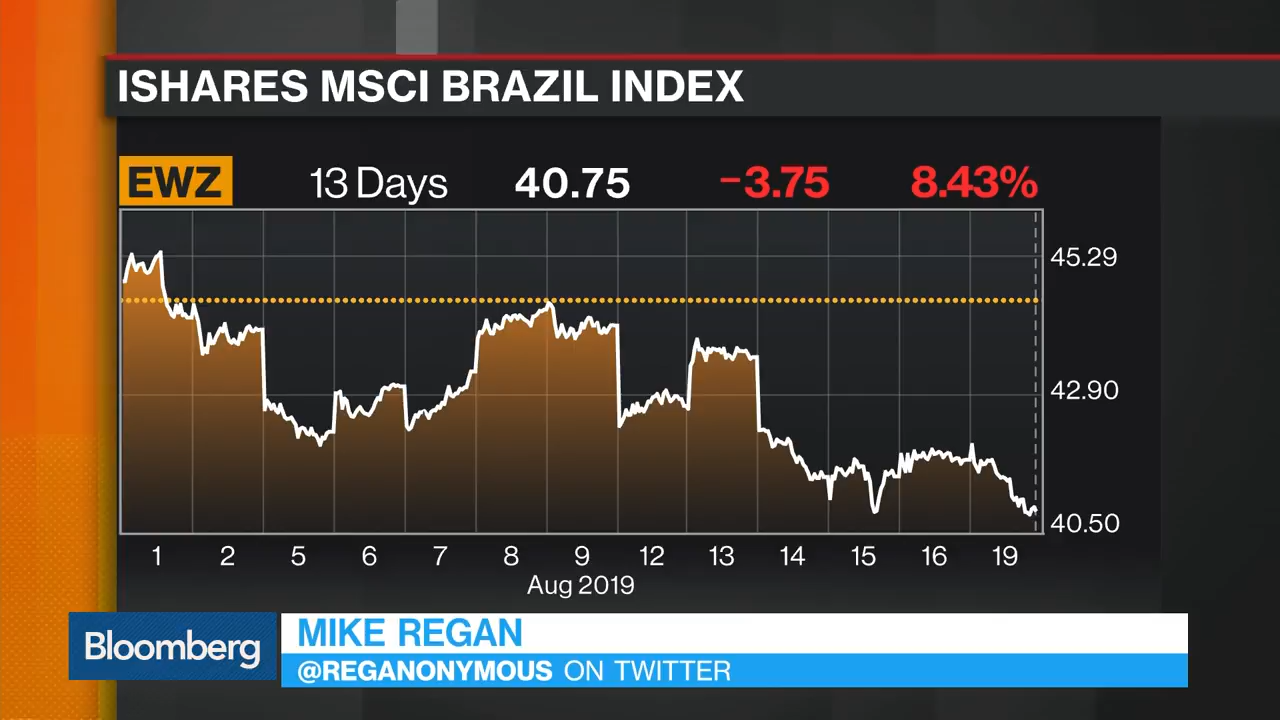 ISHARES MSCI BRAZIL INDEX
EWZ 13 Days 40.75 −3.75 8.43%
45.29
42.90
40.50
1 2 5 6 7 8 9 12 13 14 15 16 19
Aug 2019
Bloomberg
MIKE REGAN
@REGANONYMOUS ON TWITTER